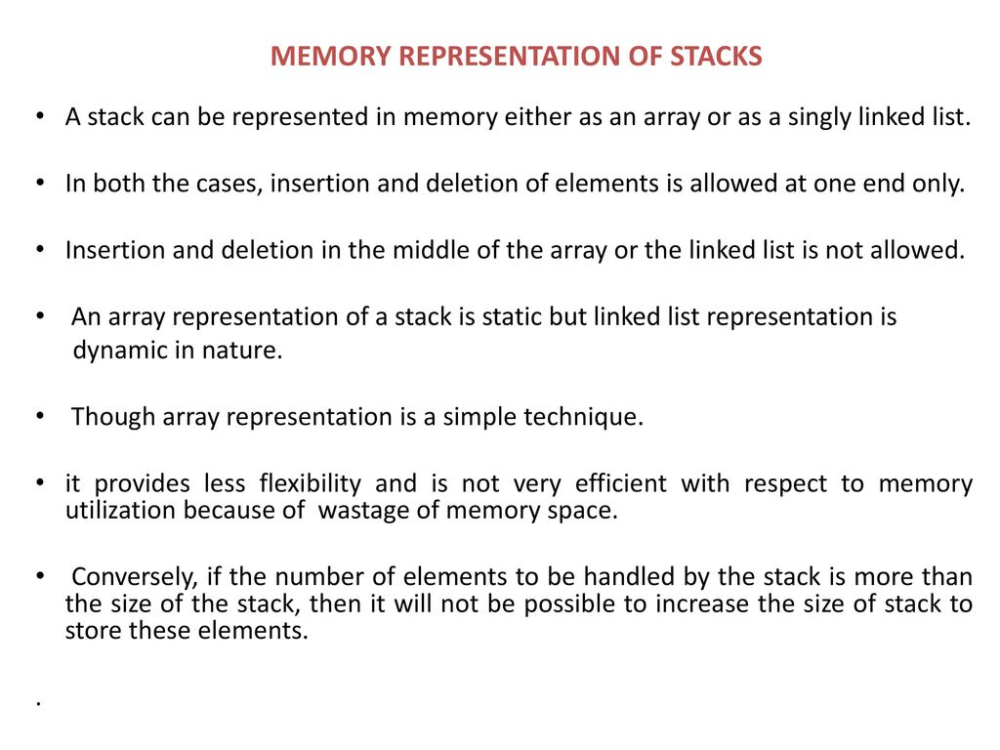 MEMORY REPRESENTATION OF STACKS
• A stack can be represented in memory either as an array or as a singly linked list.
• In both the cases, insertion and deletion of elements is allowed at one end only.
• Insertion and deletion in the middle of the array or the linked list is not allowed.
• An array representation of a stack is static but linked list representation is
dynamic in nature.
• Though array representation is a simple technique.
• it provides less flexibility and is not very efficient with respect to memory
utilization because of wastage of memory space.
• Conversely, if the number of elements to be handled by the stack is more than
the size of the stack, then it will not be possible to increase the size of stack to
store these elements.
.